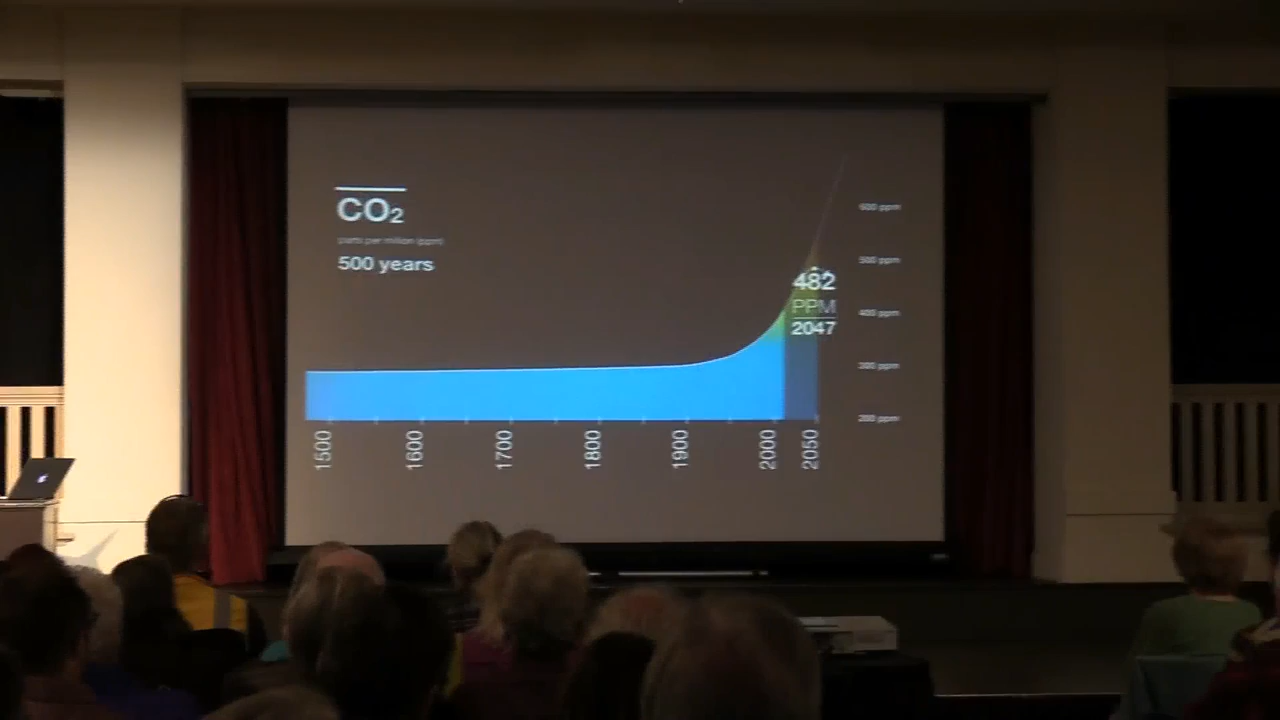 CO2
parts per million (ppm)
500 years
600 ppm
500 ppm
482
PPM
2047
400 ppm
300 ppm
200 ppm
1500
1600
1700
1800
1900
2000
2050